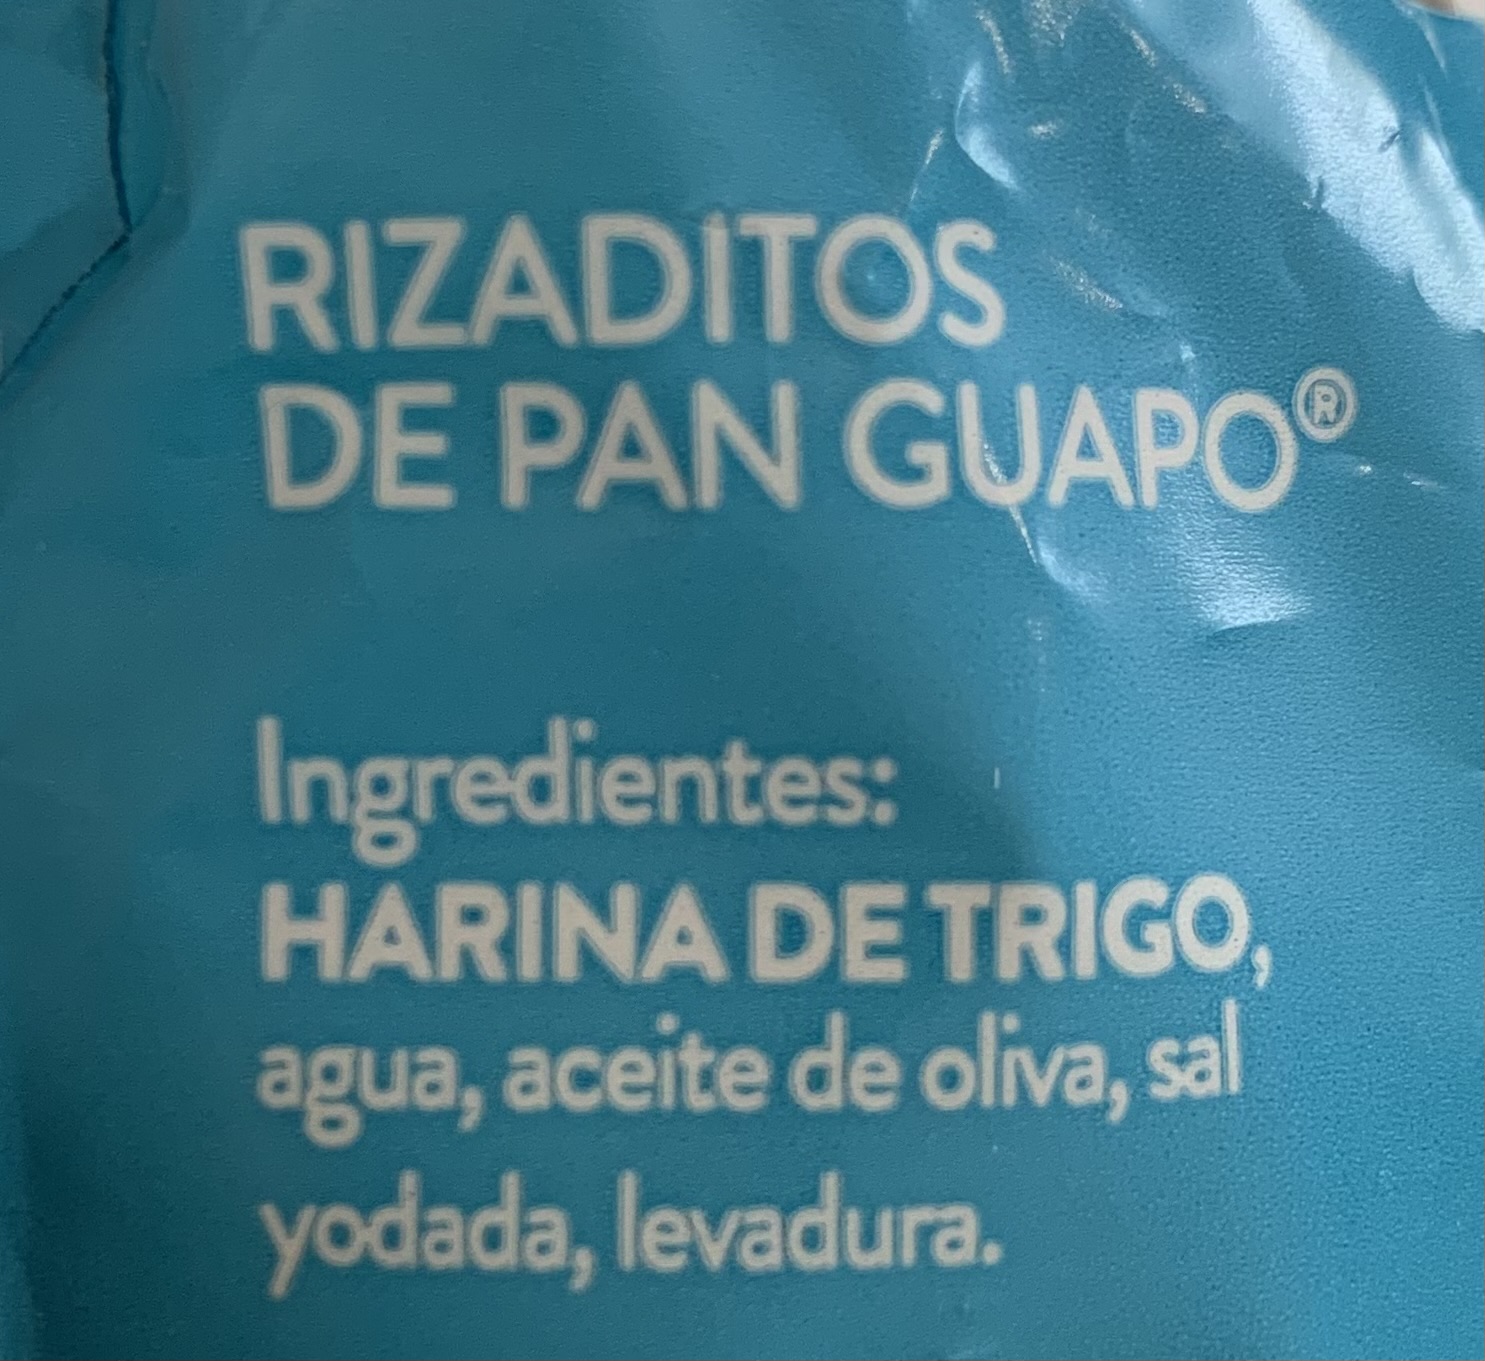 RIZADITOS
DE PAN GUAPO®
Ingredientes:
HARINA DE TRIGO,
agua, aceite de oliva, sal
yodada, levadura.